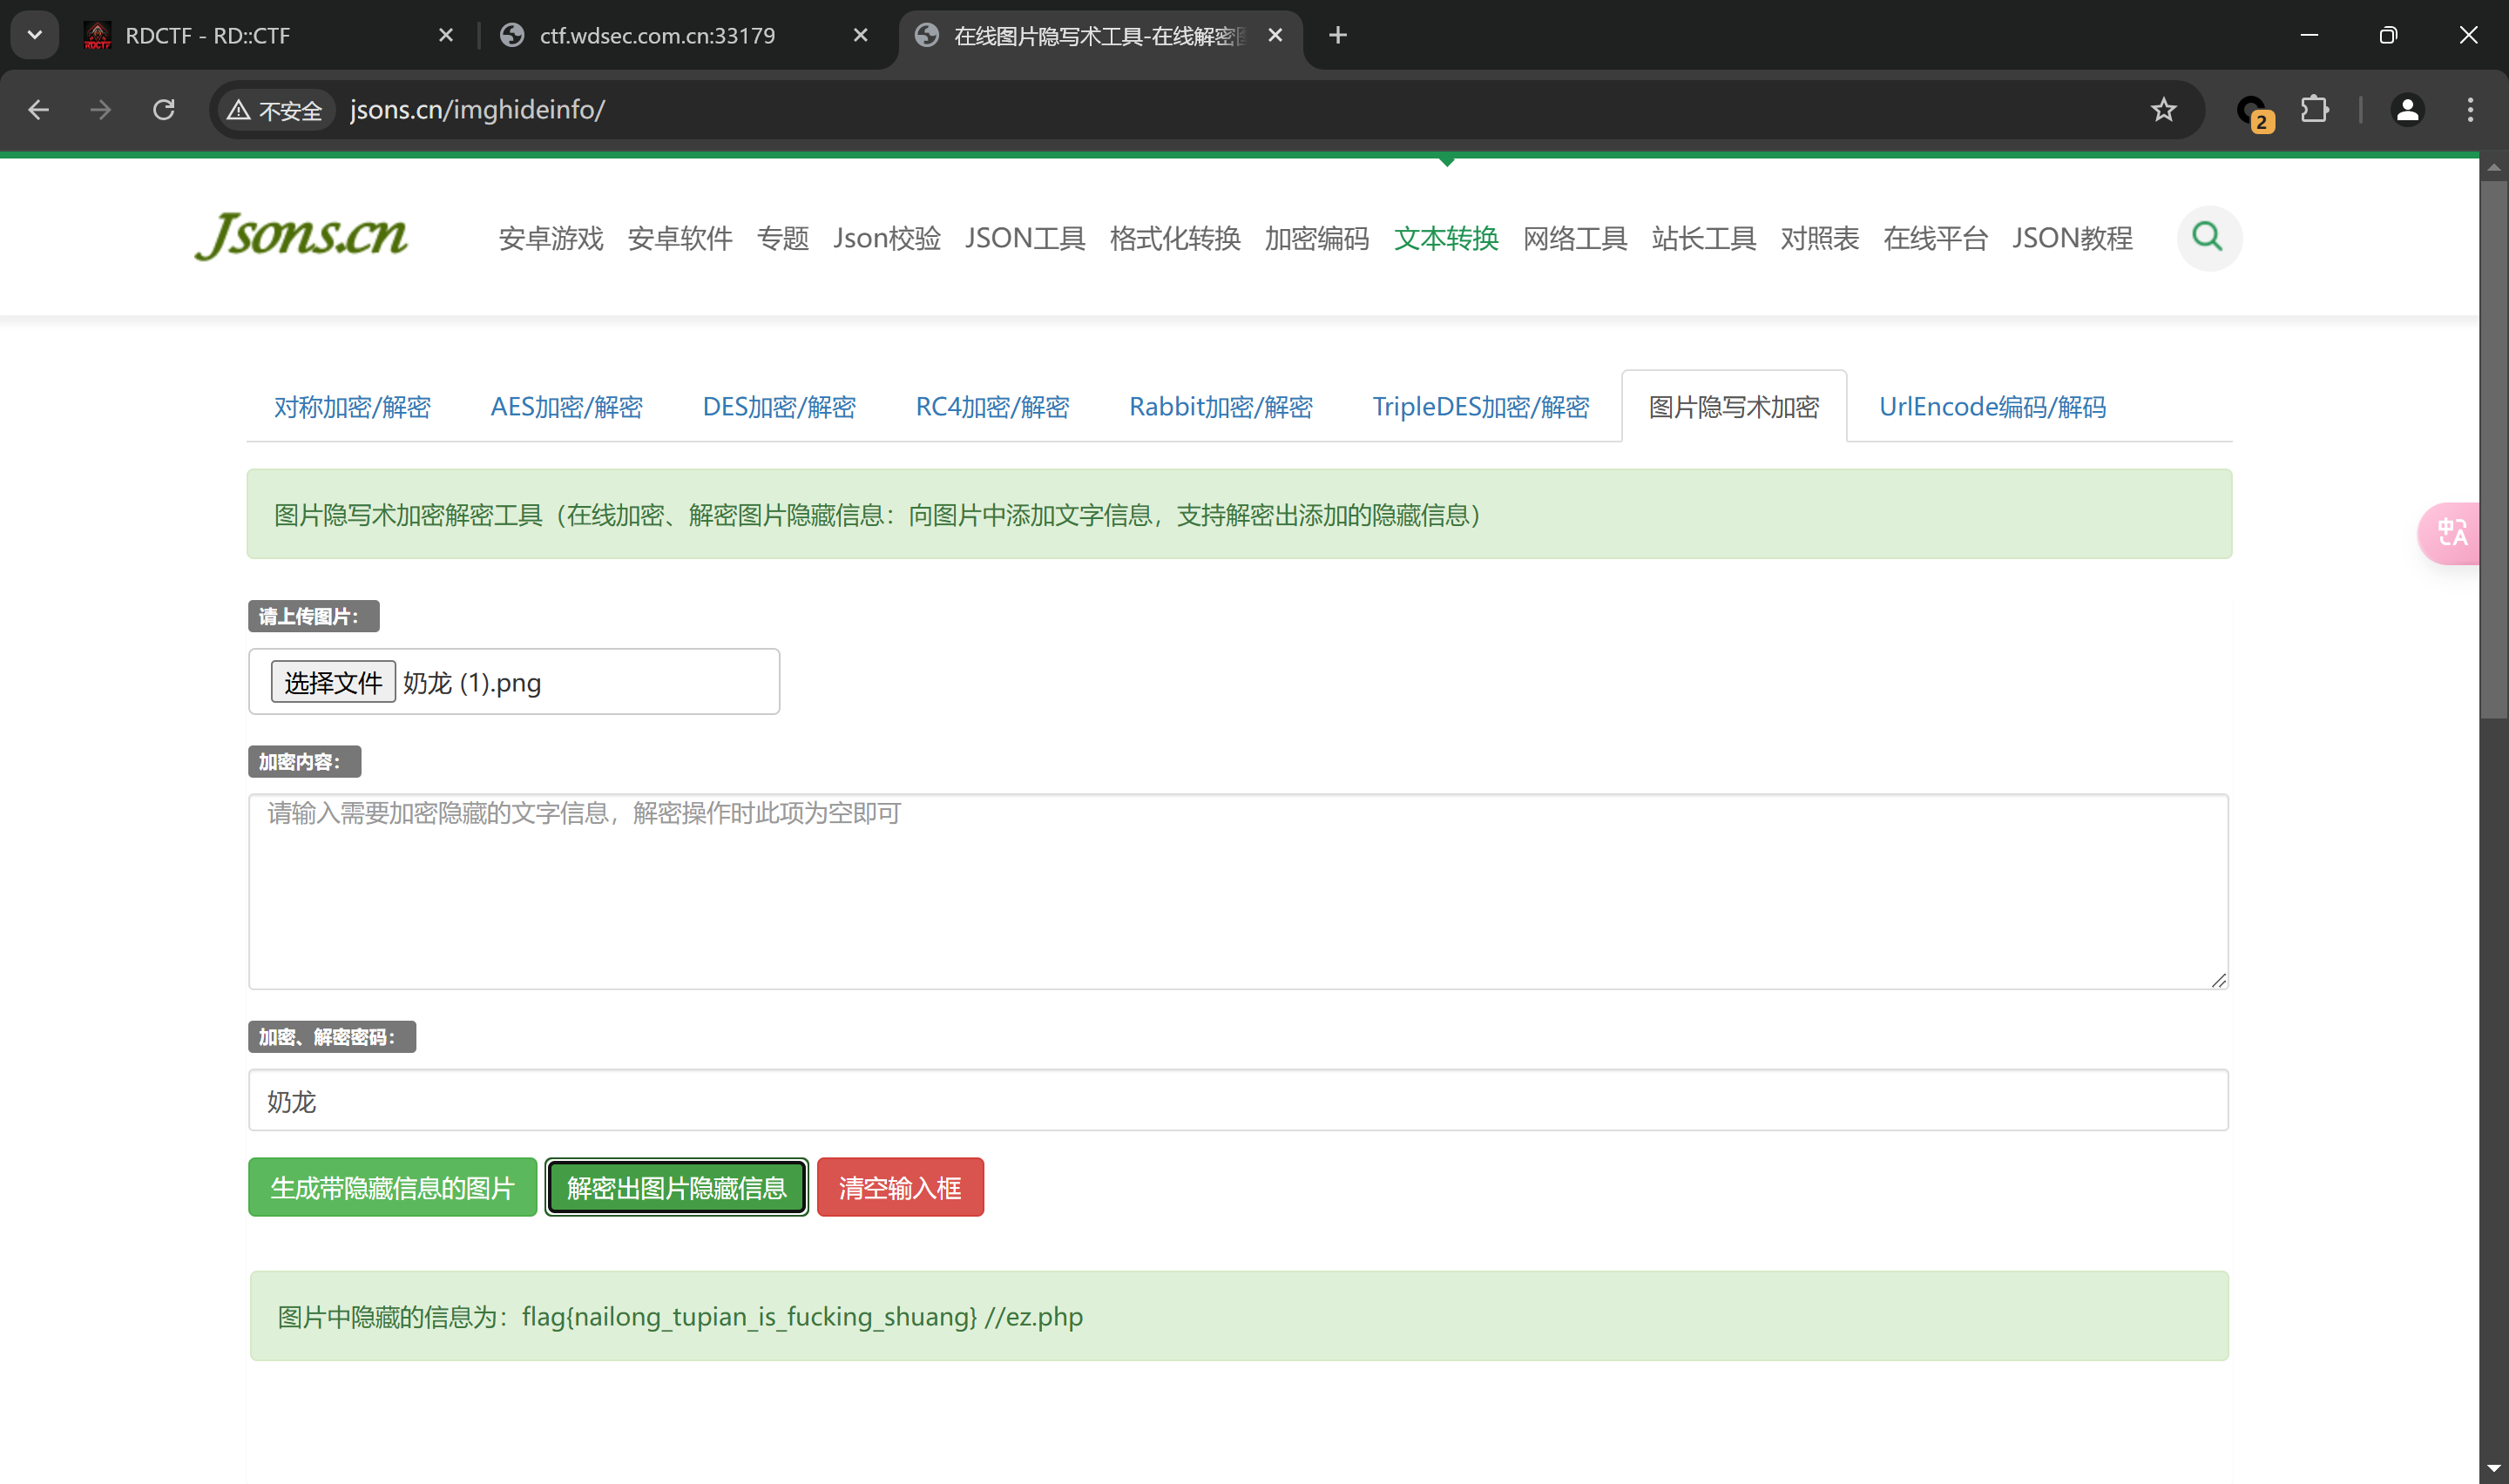 RDCTF - RD::CTF
ctf.wdsec.com.cn:33179
在线图片隐写术工具-在线解密
不安全 jsons.cn/imghideinfo/
2
Jsons.cn
安卓游戏 安卓软件 专题 Json校验 JSON工具 格式化转换 加密编码 文本转换 网络工具 站长工具 对照表 在线平台 JSON教程
对称加密/解密 AES加密/解密 DES加密/解密 RC4加密/解密 Rabbit加密/解密 TripleDES加密/解密 图片隐写术加密 UrlEncode编码/解码
图片隐写术加密解密工具（在线加密、解密图片隐藏信息：向图片中添加文字信息，支持解密出添加的隐藏信息）
中A
请上传图片：
选择文件 奶龙 (1).png
加密内容：
请输入需要加密隐藏的文字信息，解密操作时此项为空即可
加密、解密密码：
奶龙
生成带隐藏信息的图片 解密出图片隐藏信息 清空输入框
图片中隐藏的信息为：flag{nailong_tupian_is_fucking_shuang} //ez.php